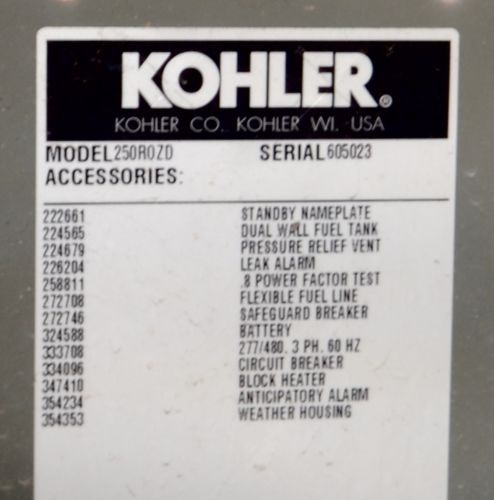 KOHLER®
KOHLER CO. KOHLER WI. USA
MODEL 250ROZD SERIAL 605023
ACCESSORIES:
222661 STANDBY NAMEPLATE
224565 DUAL WALL FUEL TANK
224679 PRESSURE RELIEF VENT
226204 LEAK ALARM
258811 .8 POWER FACTOR TEST
272708 FLEXIBLE FUEL LINE
272746 SAFEGUARD BREAKER
324588 BATTERY
333708 277/480, 3 PH, 60 HZ
334096 CIRCUIT BREAKER
347410 BLOCK HEATER
354234 ANTICIPATORY ALARM
354353 WEATHER HOUSING